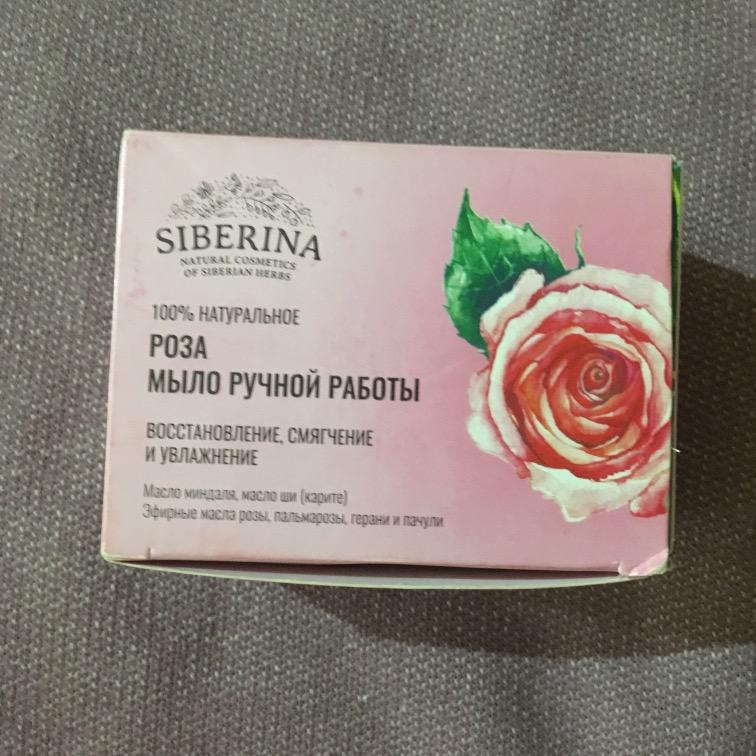 SIBERINA
NATURAL COSMETICS
OF SIBERIAN HERBS
100% НАТУРАЛЬНОЕ
РОЗА
МЫЛО РУЧНОЙ РАБОТЫ
ВОССТАНОВЛЕНИЕ, СМЯГЧЕНИЕ
И УВЛАЖНЕНИЕ
Масло миндаля, масло ши (карите)
Эфирные масла розы, пальмарозы, герани и пачули